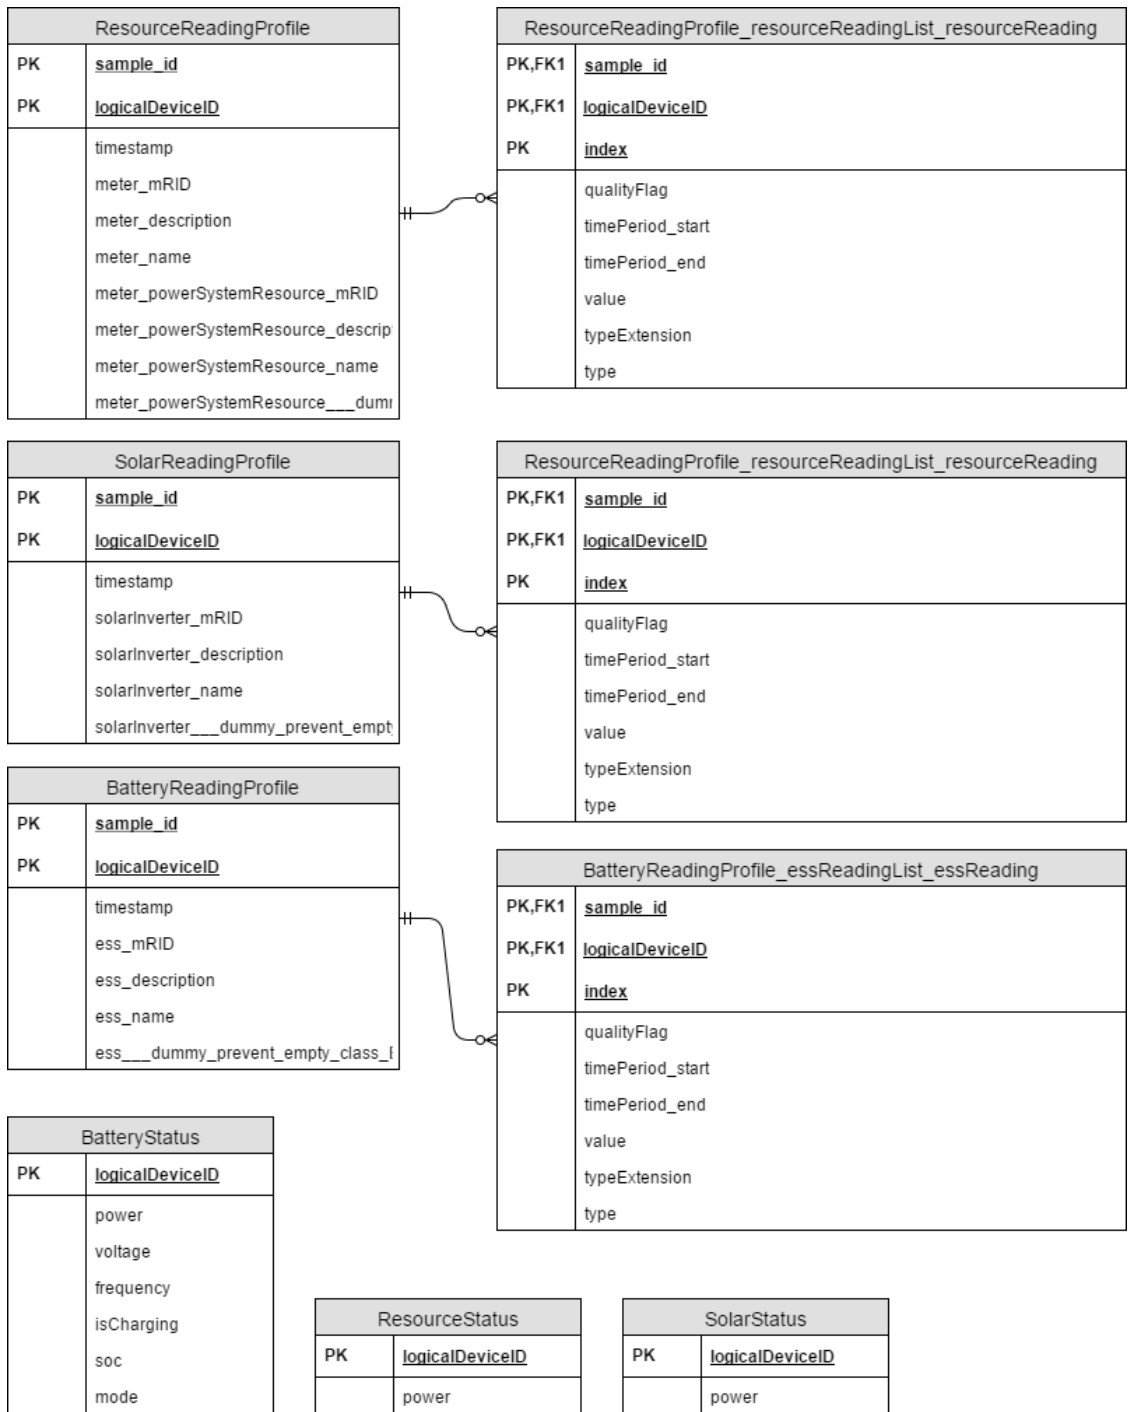 ResourceReadingProfile
PK sample_id
PK logicalDeviceID
timestamp
meter_mRID
meter_description
meter_name
meter_powerSystemResource_mRID
meter_powerSystemResource_descrip
meter_powerSystemResource_name
meter_powerSystemResource___dum
ResourceReadingProfile_resourceReadingList_resourceReading
PK,FK1 sample_id
PK,FK1 logicalDeviceID
PK index
qualityFlag
timePeriod_start
timePeriod_end
value
typeExtension
type
SolarReadingProfile
PK sample_id
PK logicalDeviceID
timestamp
solarInverter_mRID
solarInverter_description
solarInverter_name
solarInverter___dummy_prevent_empt
ResourceReadingProfile_resourceReadingList_resourceReading
PK,FK1 sample_id
PK,FK1 logicalDeviceID
PK index
qualityFlag
timePeriod_start
timePeriod_end
value
typeExtension
type
BatteryReadingProfile
PK sample_id
PK logicalDeviceID
timestamp
ess_mRID
ess_description
ess_name
ess___dummy_prevent_empty_class_
BatteryReadingProfile_essReadingList_essReading
PK,FK1 sample_id
PK,FK1 logicalDeviceID
PK index
qualityFlag
timePeriod_start
timePeriod_end
value
typeExtension
type
BatteryStatus
PK logicalDeviceID
power
voltage
frequency
isCharging
soc
mode
ResourceStatus
PK logicalDeviceID
power
SolarStatus
PK logicalDeviceID
power